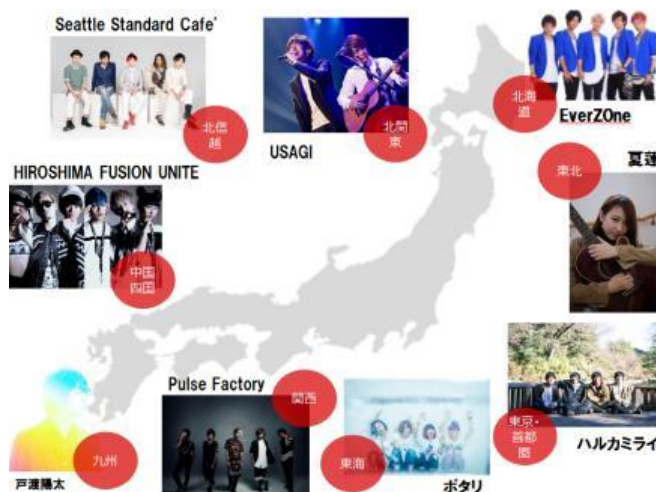 Seattle Standard Cafe'
北信
越
USAGI
北関
東
北海
道
EverZOne
東北
夏蓮
HIROSHIMA FUSION UNITE
中国
四国
戸渡陽太
九州
Pulse Factory
関西
東海
ポタリ
東京・
首都
圏
ハルカミライ